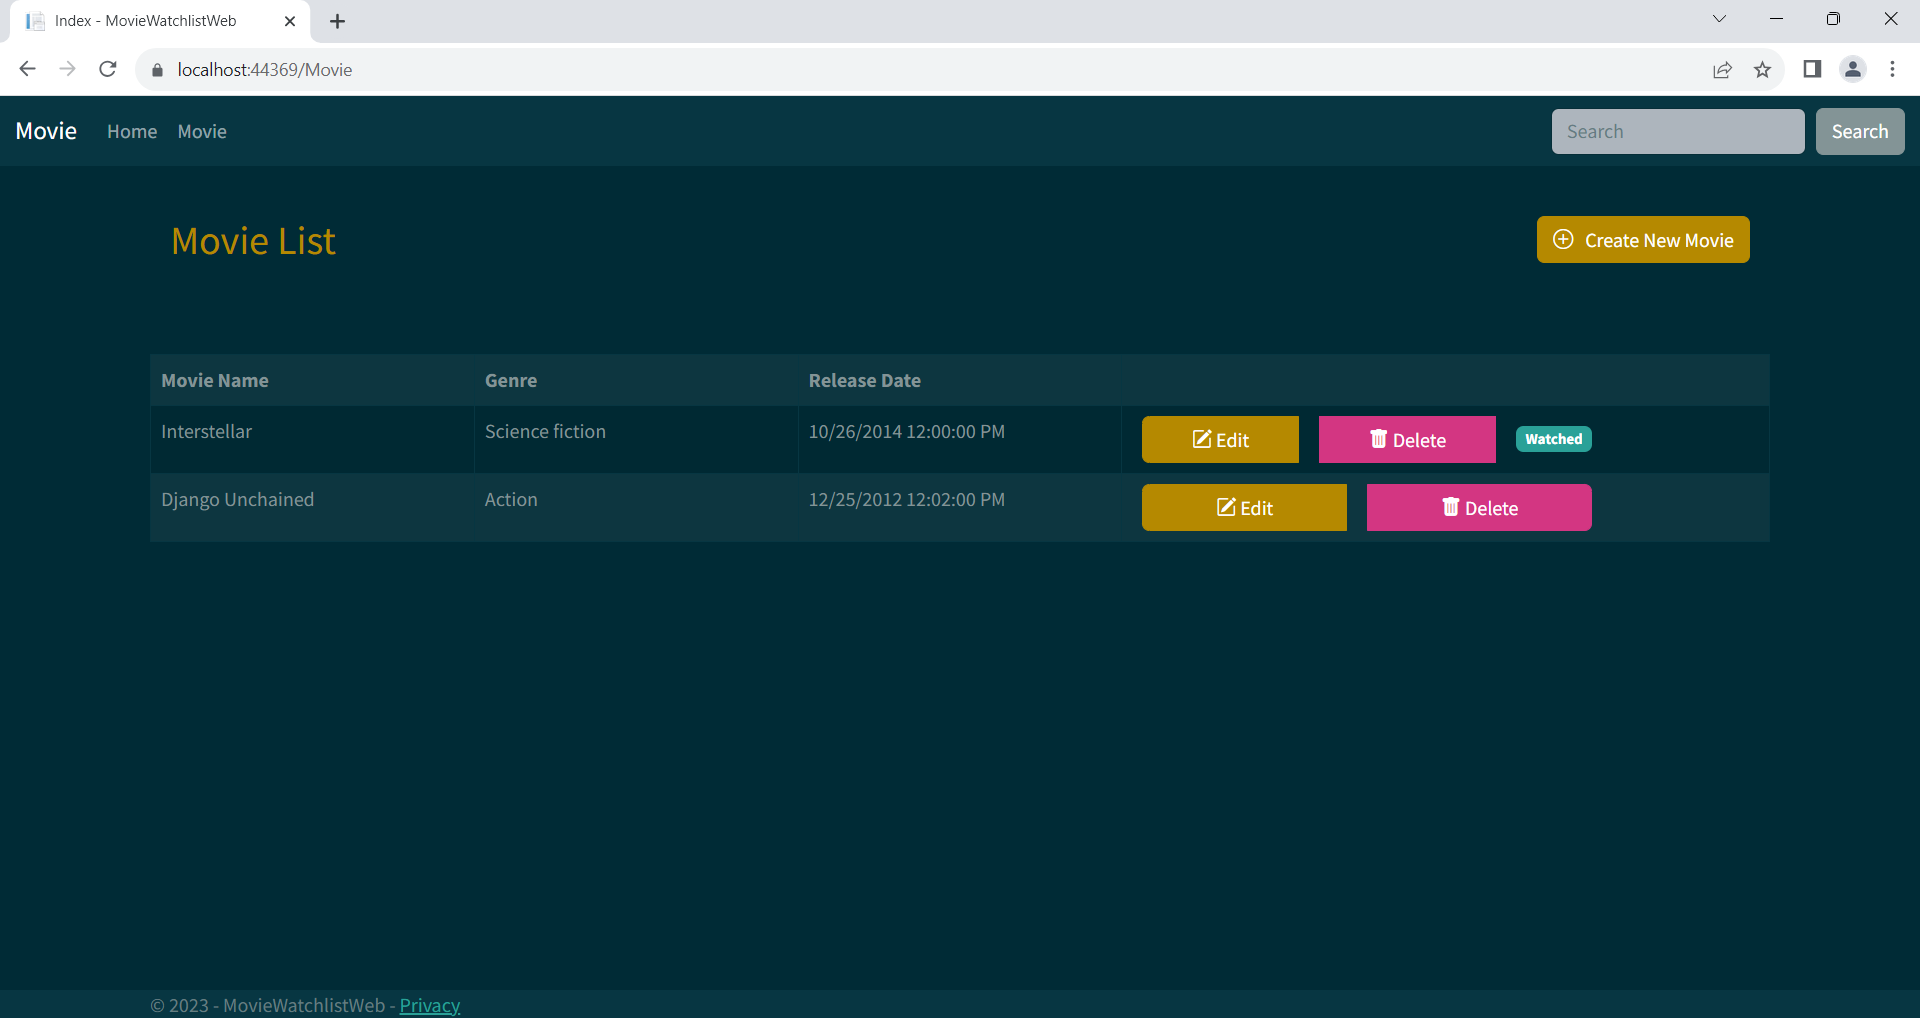 Index - MovieWatchlistWeb
localhost:44369/Movie
Movie Home Movie Search Search
Movie List Create New Movie
Movie Name Genre Release Date
Interstellar Science fiction 10/26/2014 12:00:00 PM Edit Delete Watched
Django Unchained Action 12/25/2012 12:02:00 PM Edit Delete
© 2023 - MovieWatchlistWeb - Privacy